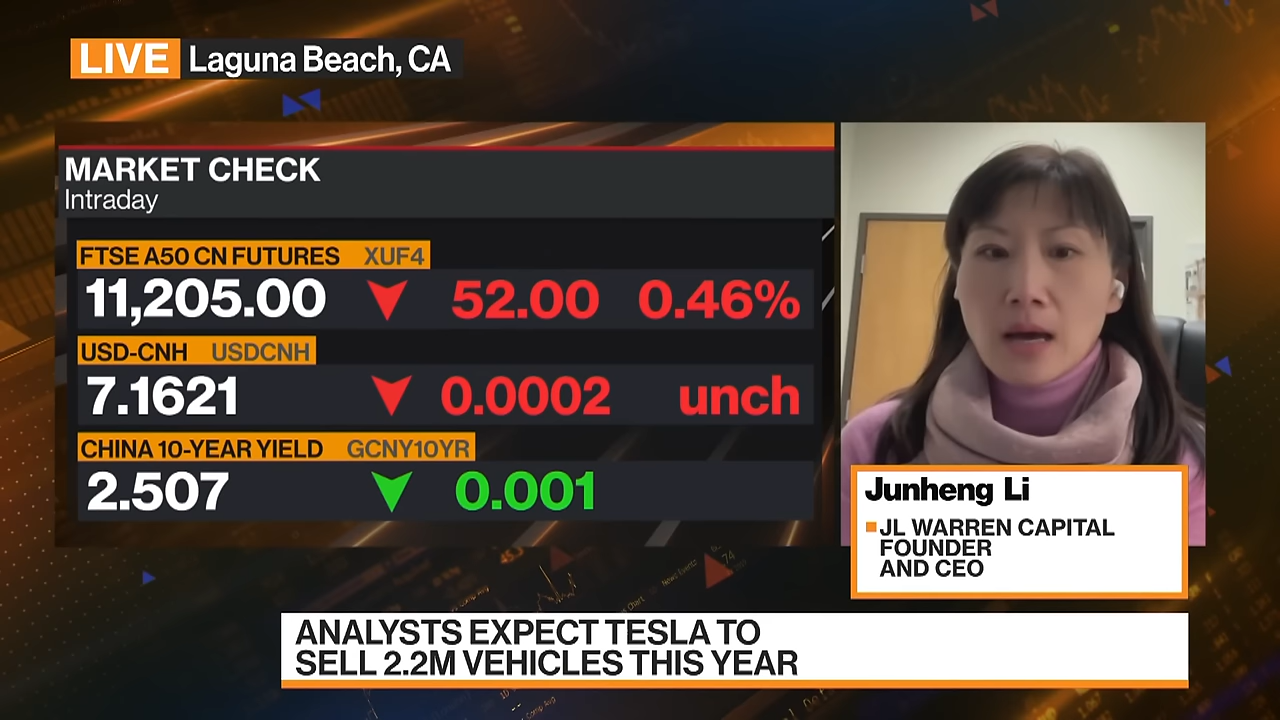 LIVE Laguna Beach, CA
MARKET CHECK
Intraday
FTSE A50 CN FUTURES XUF4
11,205.00 52.00 0.46%
USD-CNH USDCNH
7.1621 0.0002 unch
CHINA 10-YEAR YIELD GCNY10YR
2.507 0.001
Junheng Li
JL WARREN CAPITAL
FOUNDER
AND CEO
ANALYSTS EXPECT TESLA TO
SELL 2.2M VEHICLES THIS YEAR